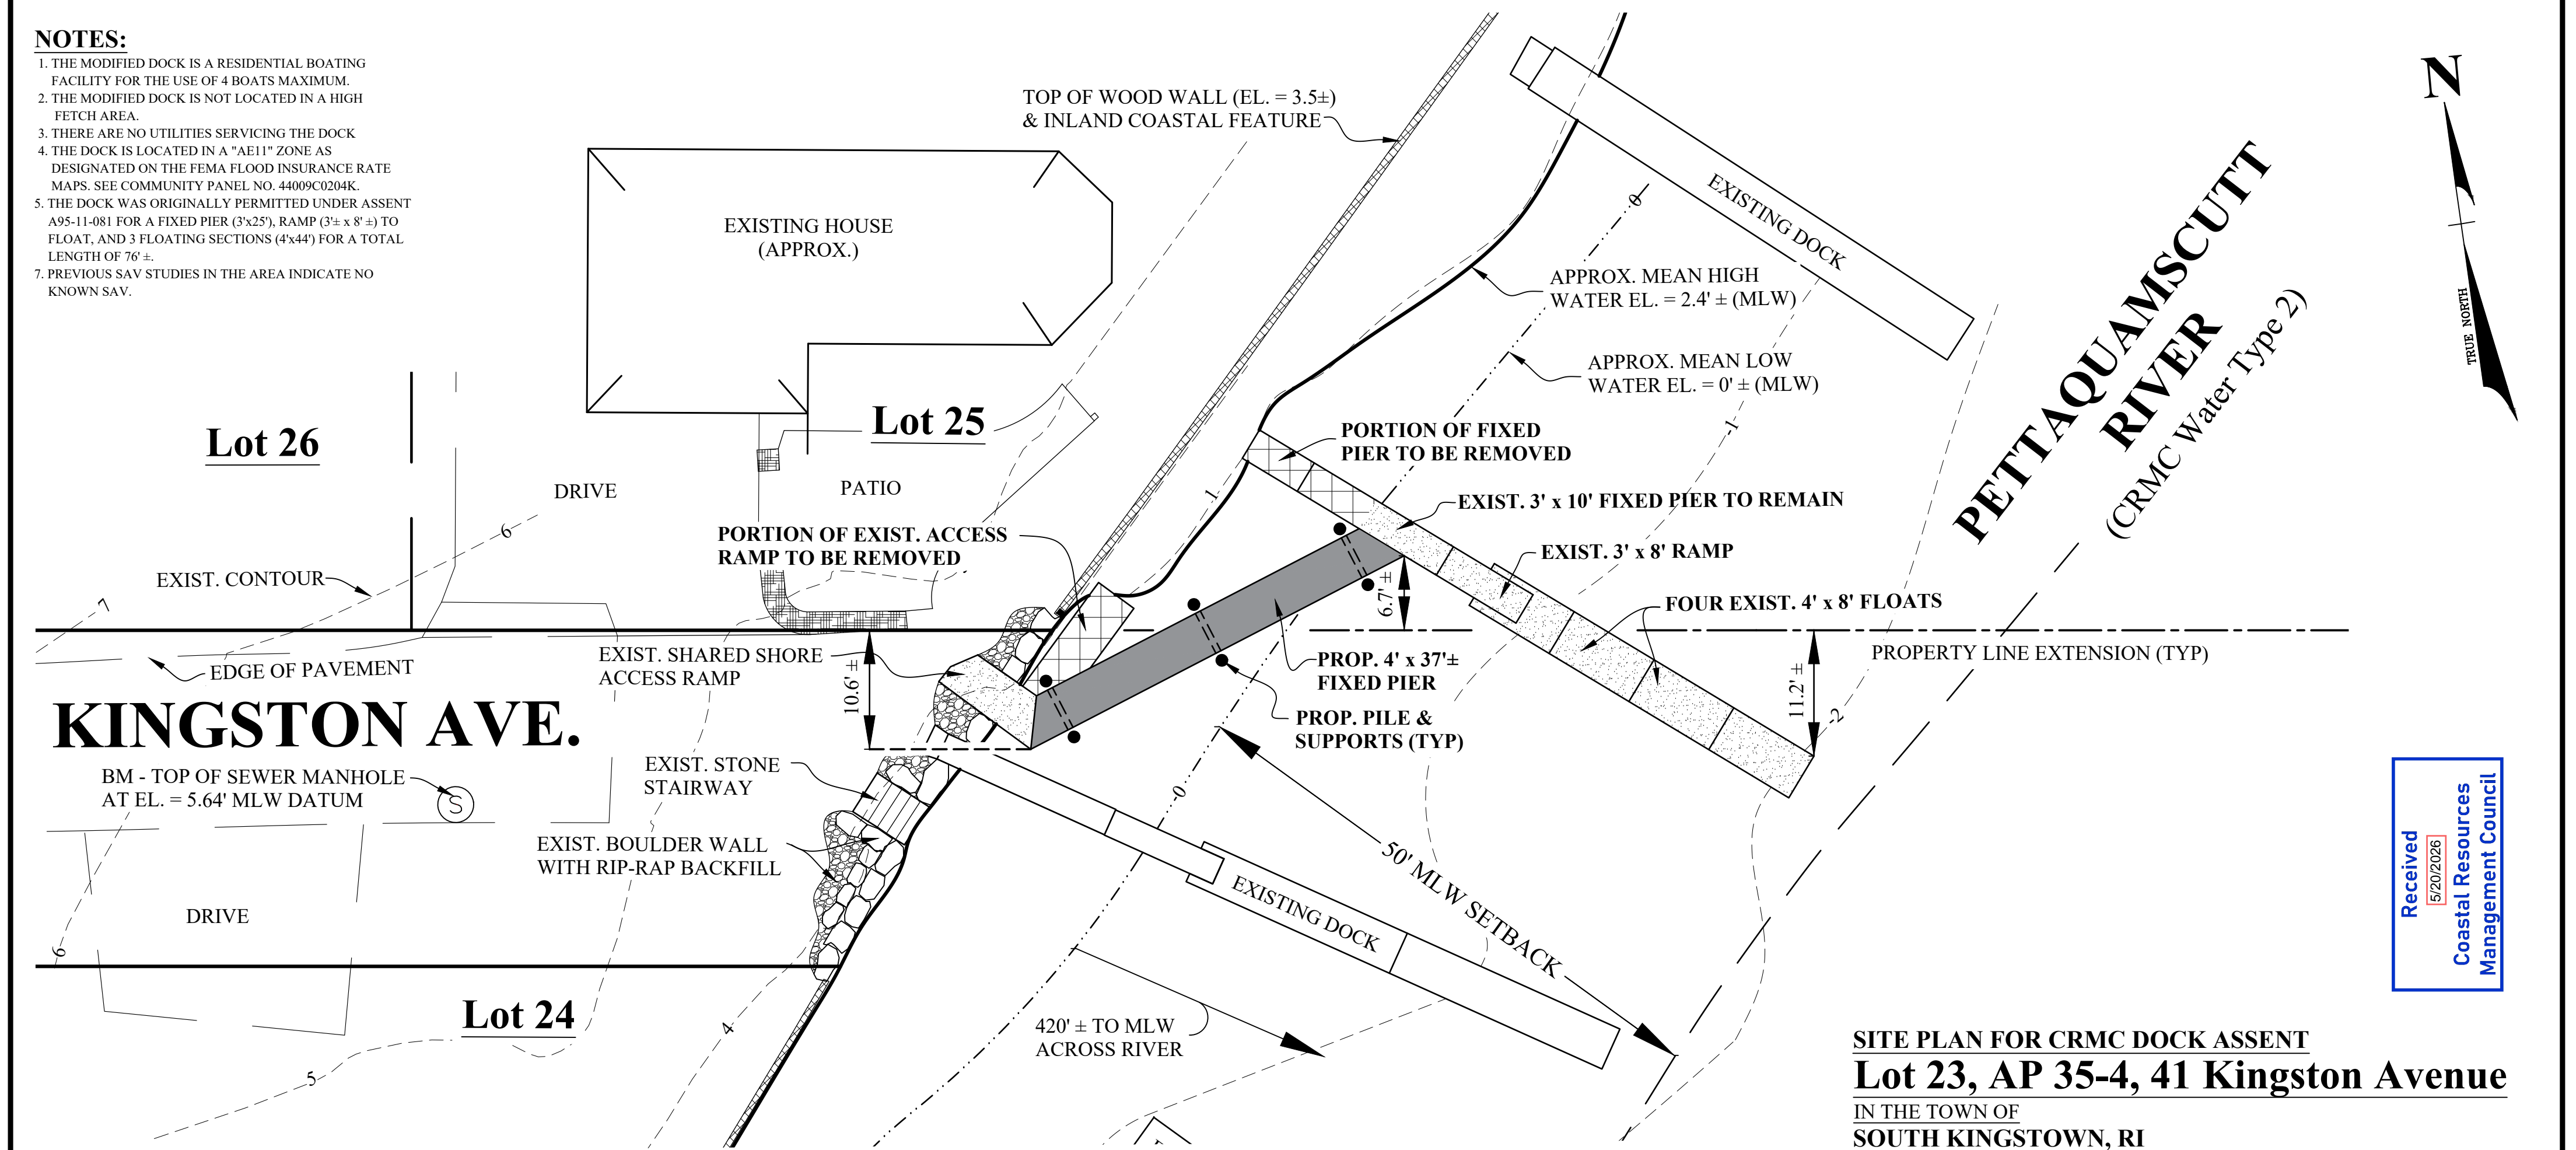 NOTES:
1. THE MODIFIED DOCK IS A RESIDENTIAL BOATING
FACILITY FOR THE USE OF 4 BOATS MAXIMUM.
2. THE MODIFIED DOCK IS NOT LOCATED IN A HIGH
FETCH AREA.
3. THERE ARE NO UTILITIES SERVICING THE DOCK
4. THE DOCK IS LOCATED IN A "AE11" ZONE AS
DESIGNATED ON THE FEMA FLOOD INSURANCE RATE
MAPS. SEE COMMUNITY PANEL NO. 44009C0204K.
5. THE DOCK WAS ORIGINALLY PERMITTED UNDER ASSENT
A95-11-081 FOR A FIXED PIER (3'x25'), RAMP (3'± x 8' ±) TO
FLOAT, AND 3 FLOATING SECTIONS (4'x44') FOR A TOTAL
LENGTH OF 76' ±.
7. PREVIOUS SAV STUDIES IN THE AREA INDICATE NO
KNOWN SAV.
TOP OF WOOD WALL (EL. = 3.5±)
& INLAND COASTAL FEATURE
EXISTING HOUSE
(APPROX.)
EXISTING DOCK
N
TRUE NORTH
PETTAQUAMSCUTT
RIVER
(CRMC Water Type 2)
0
APPROX. MEAN HIGH
WATER EL. = 2.4' ± (MLW)
APPROX. MEAN LOW
WATER EL. = 0' ± (MLW)
-1
Lot 26
Lot 25
DRIVE
PATIO
PORTION OF FIXED
PIER TO BE REMOVED
1
EXIST. 3' x 10' FIXED PIER TO REMAIN
6
PORTION OF EXIST. ACCESS
RAMP TO BE REMOVED
EXIST. 3' x 8' RAMP
EXIST. CONTOUR
7
6.7' ±
FOUR EXIST. 4' x 8' FLOATS
EDGE OF PAVEMENT
EXIST. SHARED SHORE
ACCESS RAMP
10.6' ±
PROP. 4' x 37'±
FIXED PIER
PROPERTY LINE EXTENSION (TYP)
11.2' ±
-2
KINGSTON AVE.
PROP. PILE &
SUPPORTS (TYP)
BM - TOP OF SEWER MANHOLE
AT EL. = 5.64' MLW DATUM
S
EXIST. STONE
STAIRWAY
0
EXIST. BOULDER WALL
WITH RIP-RAP BACKFILL
50' MLW SETBACK
EXISTING DOCK
DRIVE
6
Lot 24
4
5
420' ± TO MLW
ACROSS RIVER
Received
5/20/2026
Coastal Resources
Management Council
SITE PLAN FOR CRMC DOCK ASSENT
Lot 23, AP 35-4, 41 Kingston Avenue
IN THE TOWN OF
SOUTH KINGSTOWN, RI